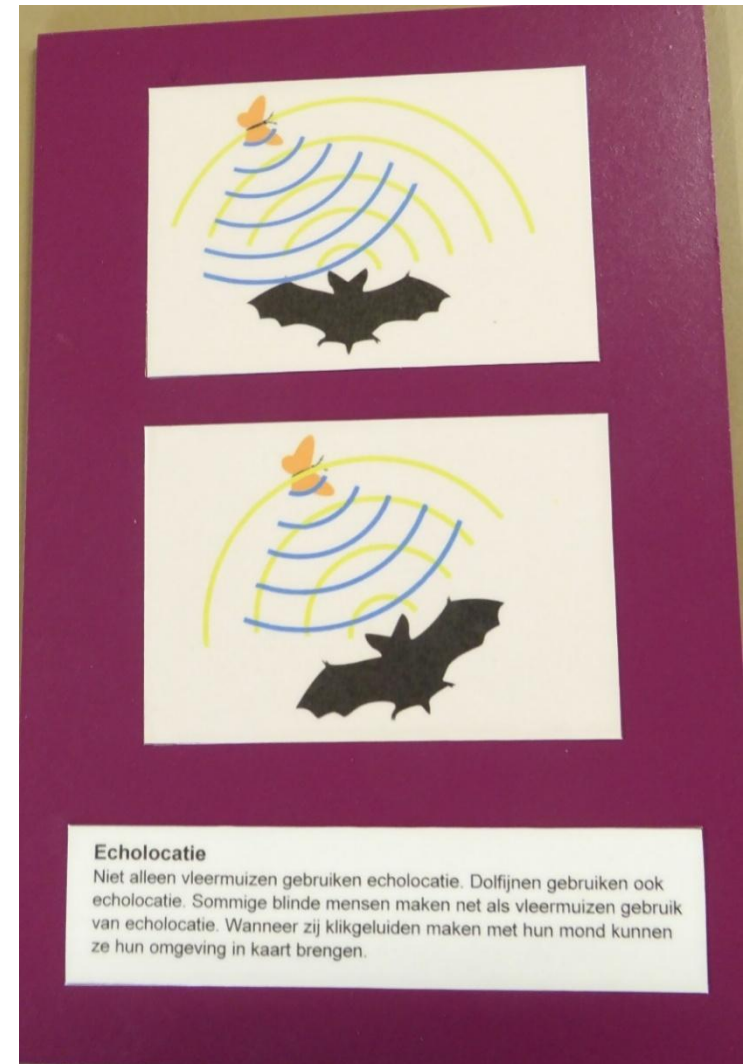 Echolocatie
Niet alleen vleermuizen gebruiken echolocatie. Dolfijnen gebruiken ook
echolocatie. Sommige blinde mensen maken net als vleermuizen gebruik
van echolocatie. Wanneer zij klikgeluiden maken met hun mond kunnen
ze hun omgeving in kaart brengen.